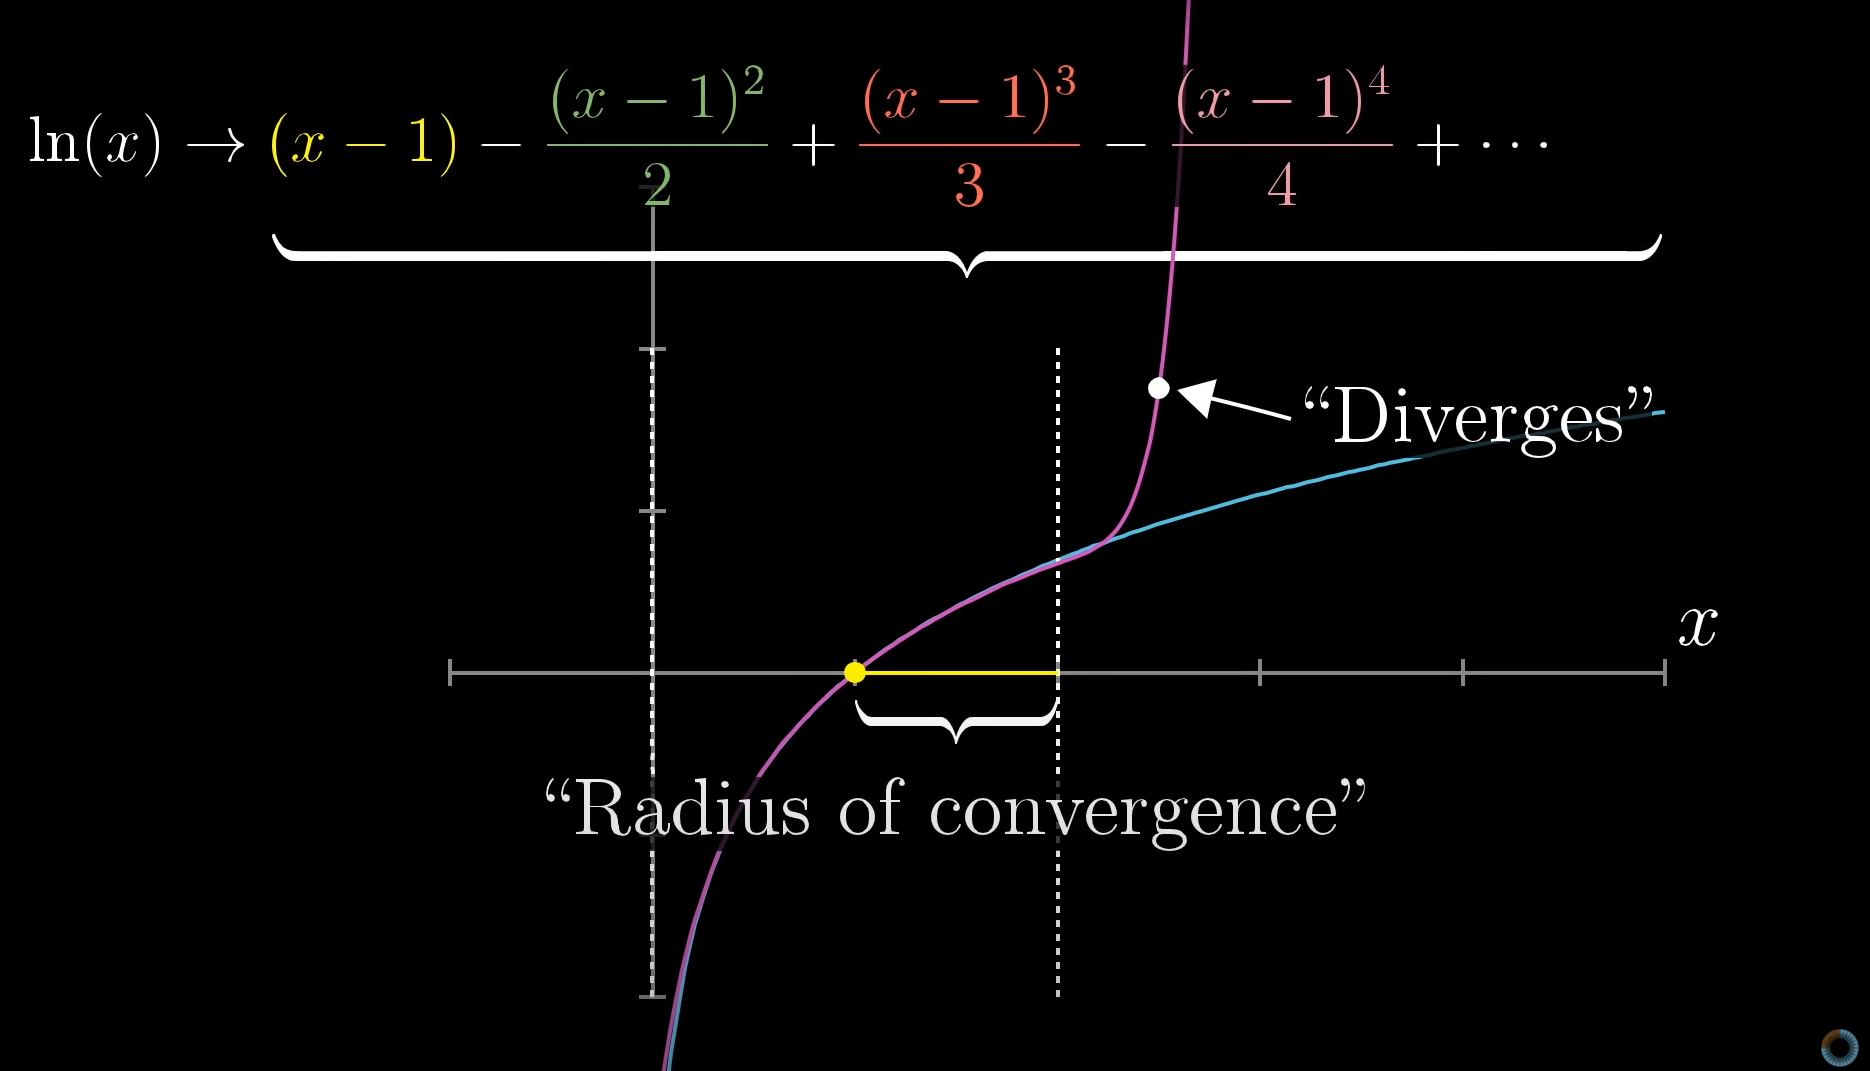 ln(x) → (x − 1) − (x − 1)²/2 + (x − 1)³/3 − (x − 1)⁴/4 + ⋯
“Diverges”
x
“Radius of convergence”